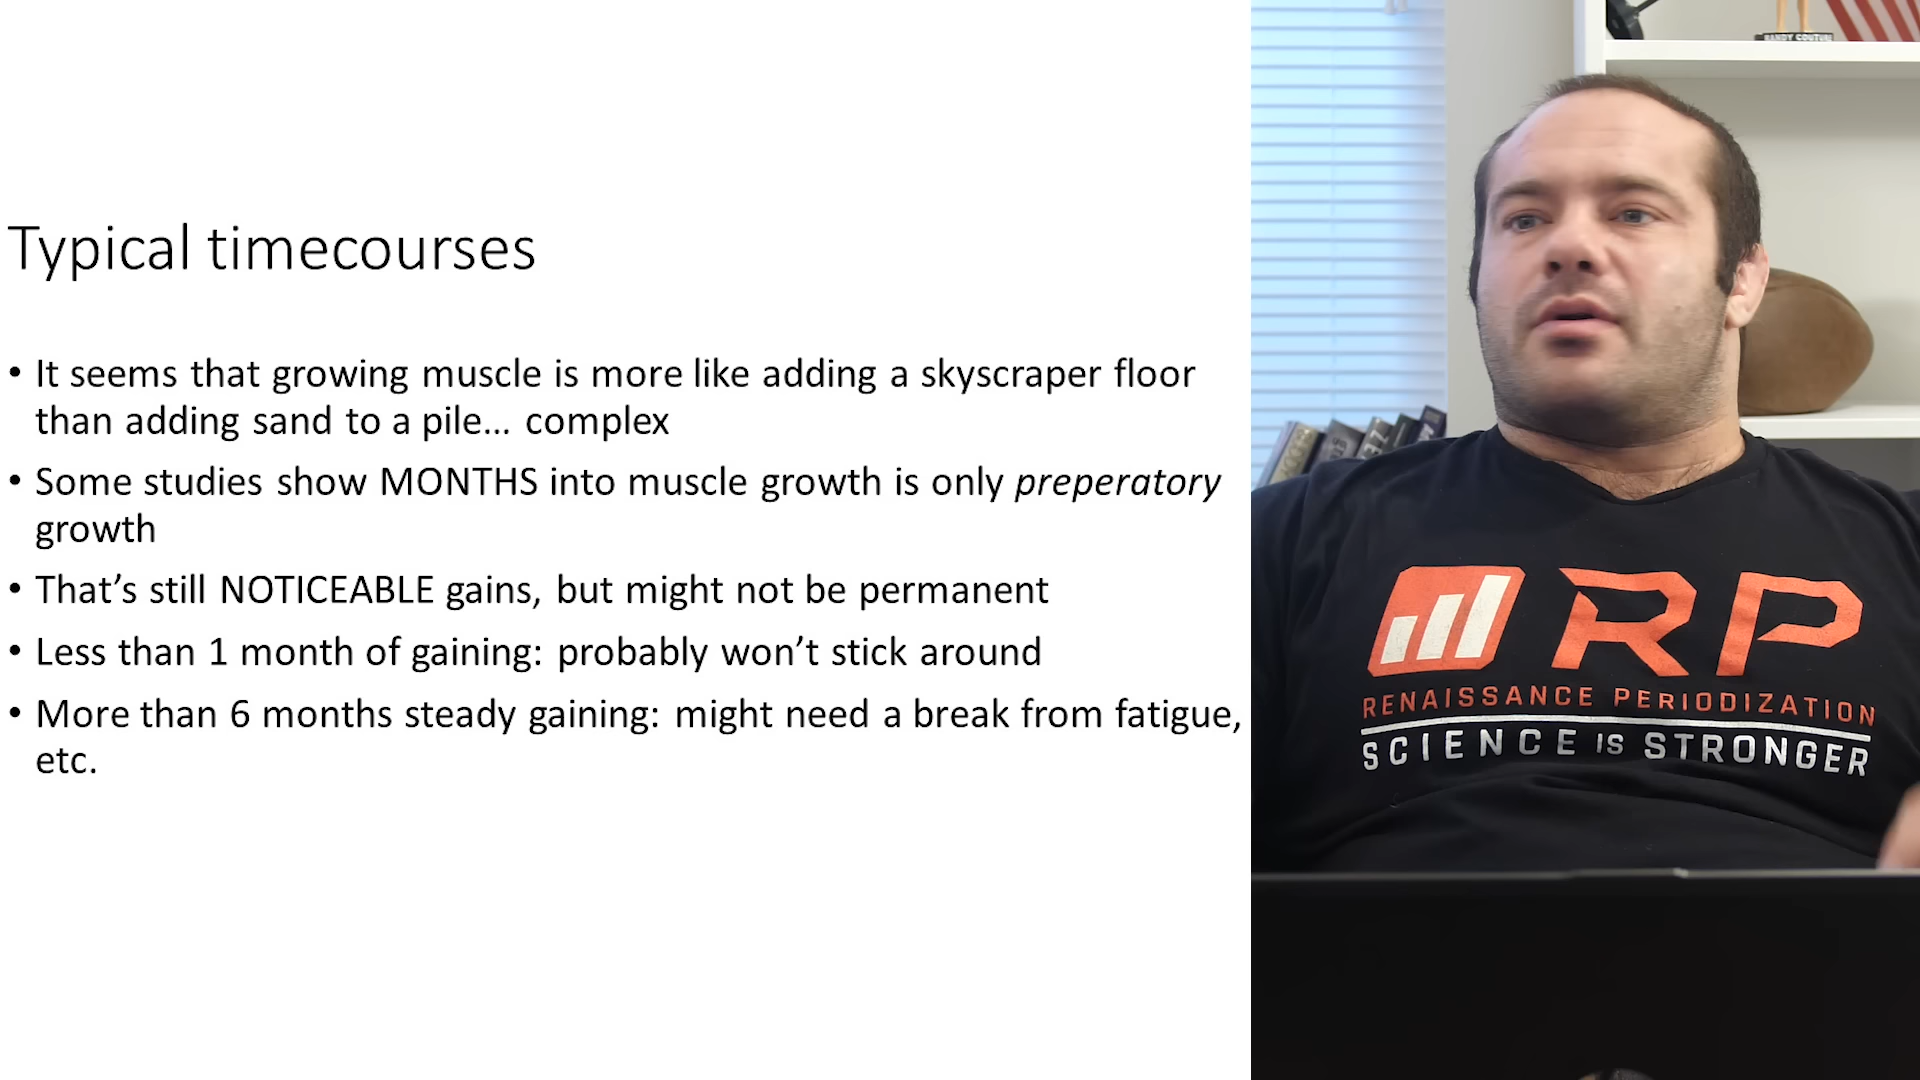 Typical timecourses
• It seems that growing muscle is more like adding a skyscraper floor
than adding sand to a pile... complex
• Some studies show MONTHS into muscle growth is only preperatory
growth
• That’s still NOTICEABLE gains, but might not be permanent
• Less than 1 month of gaining: probably won’t stick around
• More than 6 months steady gaining: might need a break from fatigue,
etc.
RANDY COUTURE
RP
RENAISSANCE PERIODIZATION
SCIENCE IS STRONGER